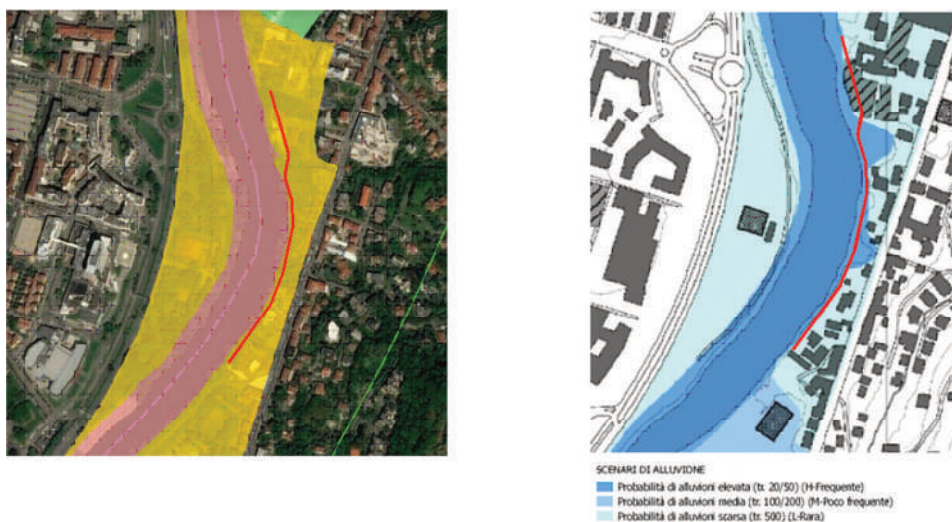 SCENARI DI ALLUVIONE
Probabilità di alluvioni elevata (tr. 20/50) (H-Frequente)
Probabilità di alluvioni media (tr. 100/200) (M-Poco frequente)
Probabilità di alluvioni scarsa (tr. 500) (L-Rara)